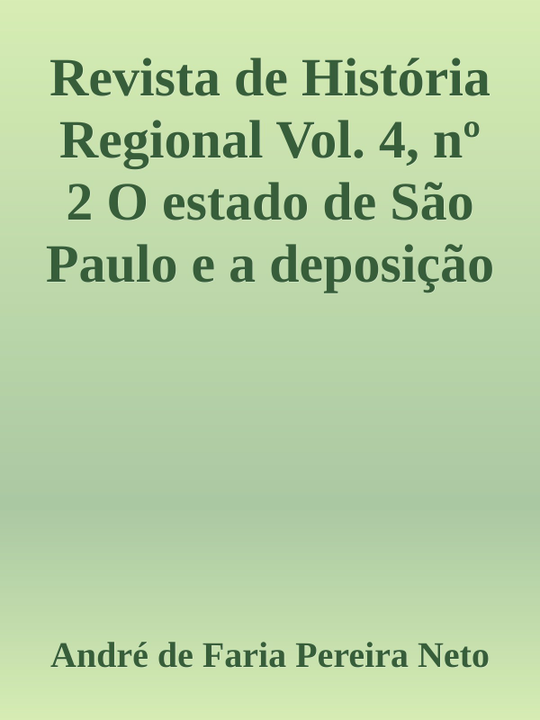 Revista de História
Regional Vol. 4, nº
2 O estado de São
Paulo e a deposição
André de Faria Pereira Neto